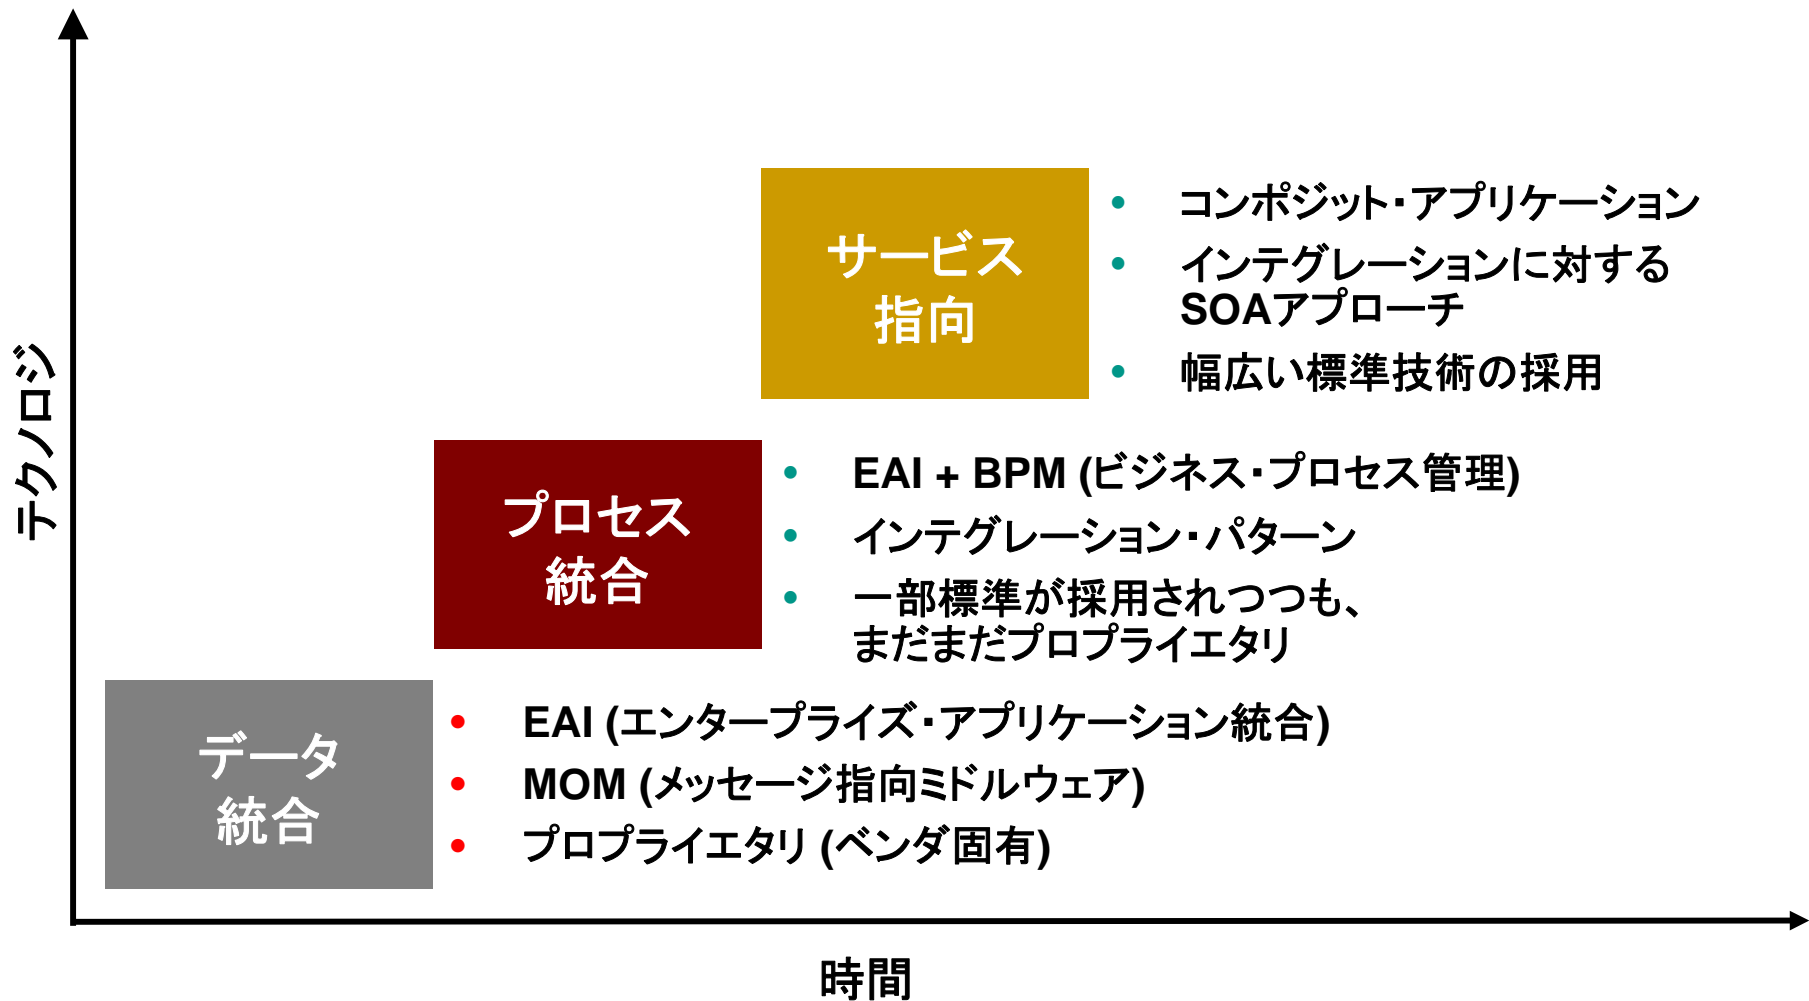 テクノロジ
サービス
指向
コンポジット・アプリケーション
インテグレーションに対する
SOAアプローチ
幅広い標準技術の採用
プロセス
統合
EAI + BPM (ビジネス・プロセス管理)
インテグレーション・パターン
一部標準が採用されつつも、
まだまだプロプライエタリ
データ
統合
EAI (エンタープライズ・アプリケーション統合)
MOM (メッセージ指向ミドルウェア)
プロプライエタリ (ベンダ固有)
時間